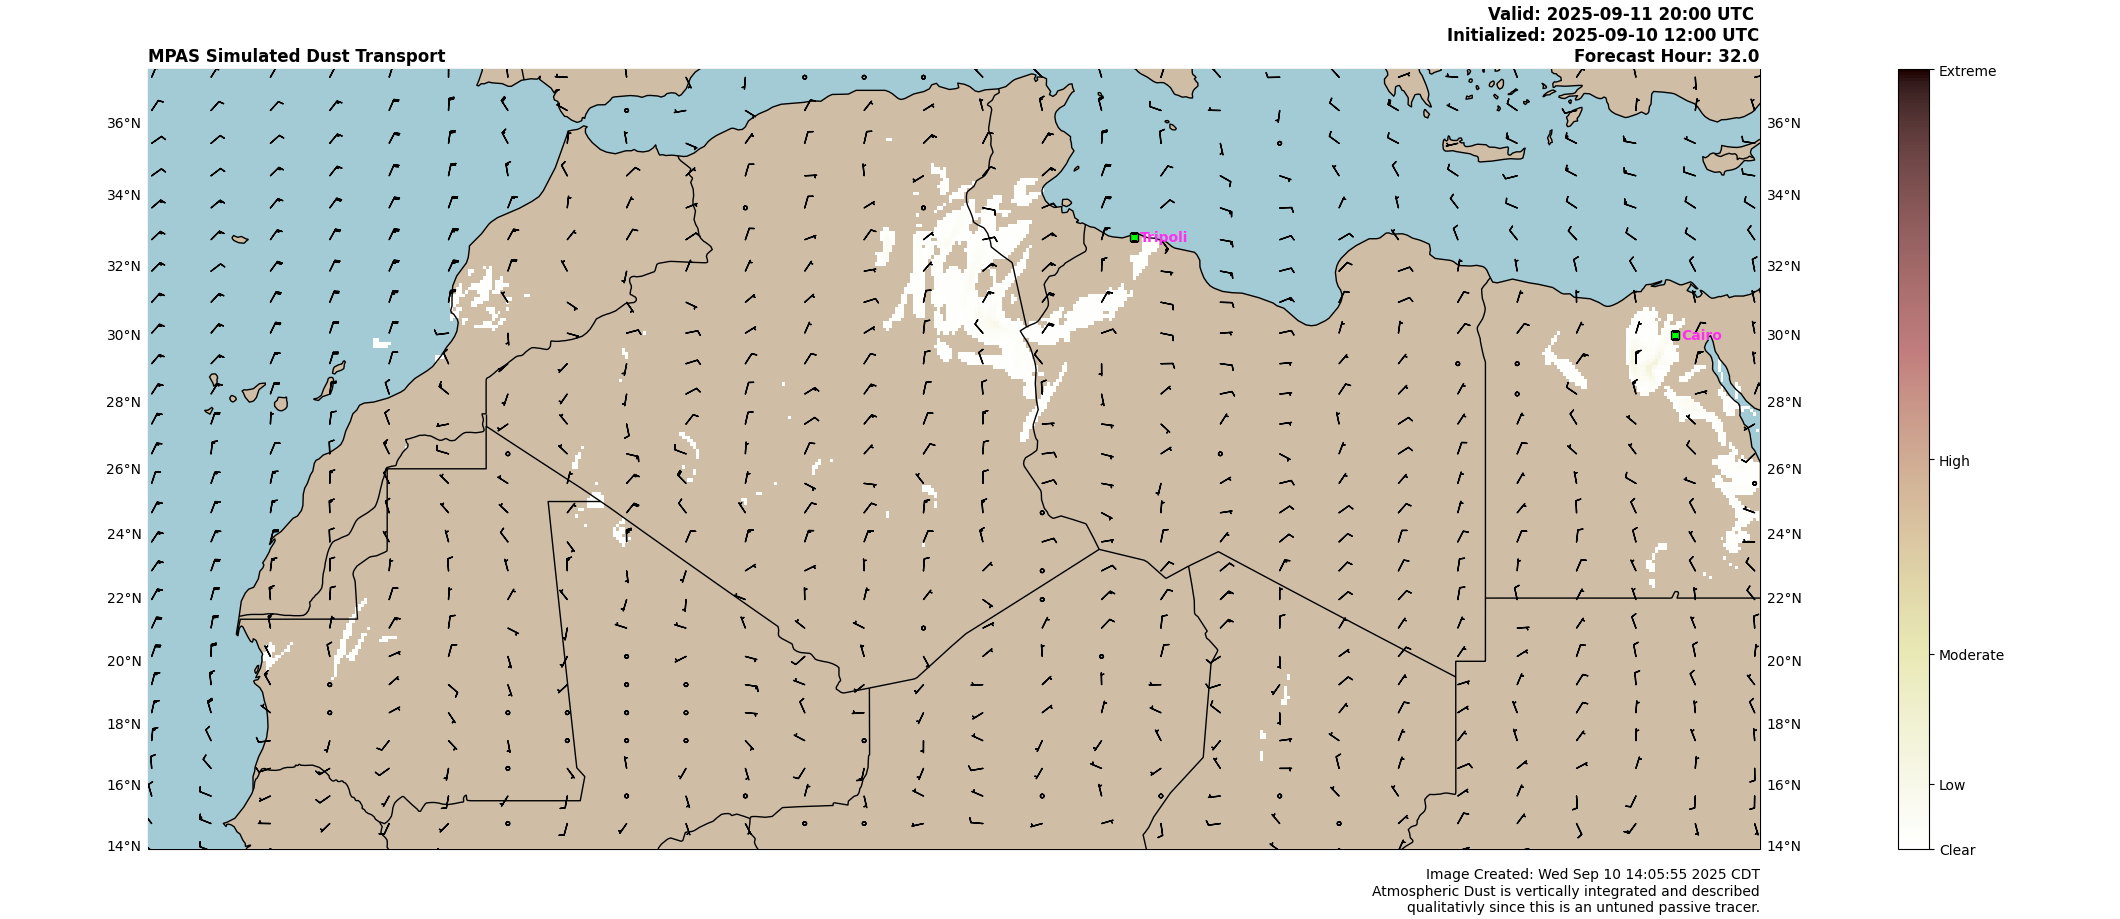 Valid: 2025-09-11 20:00 UTC
Initialized: 2025-09-10 12:00 UTC
MPAS Simulated Dust Transport
Forecast Hour: 32.0
Extreme
36°N
36°N
34°N
34°N
Tripoli
32°N
32°N
30°N
Cairo
30°N
28°N
28°N
High
26°N
26°N
24°N
24°N
22°N
22°N
Moderate
20°N
20°N
18°N
18°N
16°N
16°N
Low
14°N
14°N
Clear
Image Created: Wed Sep 10 14:05:55 2025 CDT
Atmospheric Dust is vertically integrated and described
qualitativly since this is an untuned passive tracer.